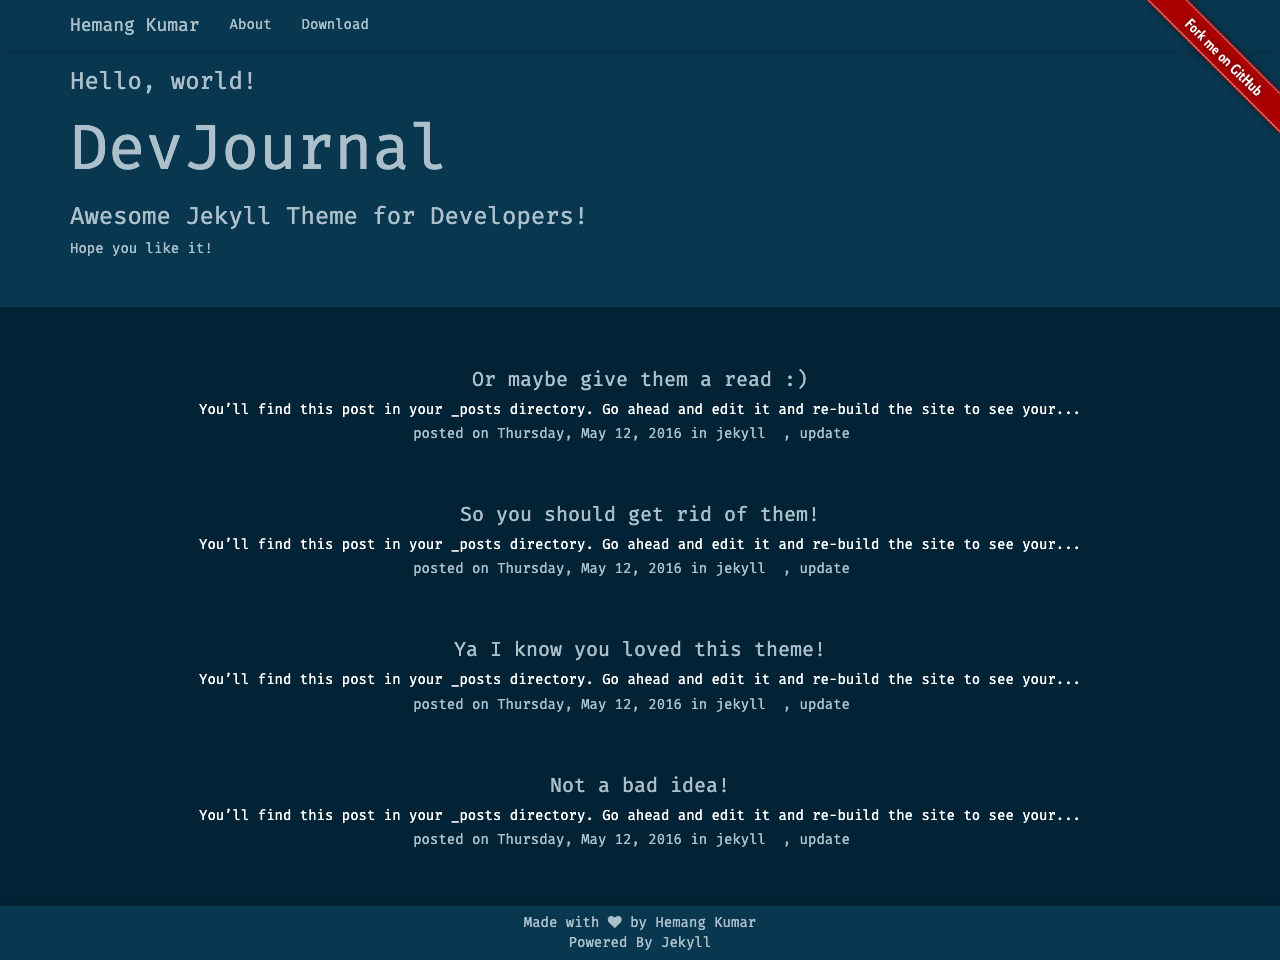 Hemang Kumar About Download
Fork me on GitHub
Hello, world!
DevJournal
Awesome Jekyll Theme for Developers!
Hope you like it!
Or maybe give them a read :)
You’ll find this post in your _posts directory. Go ahead and edit it and re-build the site to see your...
posted on Thursday, May 12, 2016 in jekyll , update
So you should get rid of them!
You’ll find this post in your _posts directory. Go ahead and edit it and re-build the site to see your...
posted on Thursday, May 12, 2016 in jekyll , update
Ya I know you loved this theme!
You’ll find this post in your _posts directory. Go ahead and edit it and re-build the site to see your...
posted on Thursday, May 12, 2016 in jekyll , update
Not a bad idea!
You’ll find this post in your _posts directory. Go ahead and edit it and re-build the site to see your...
posted on Thursday, May 12, 2016 in jekyll , update
Made with ♥ by Hemang Kumar
Powered By Jekyll